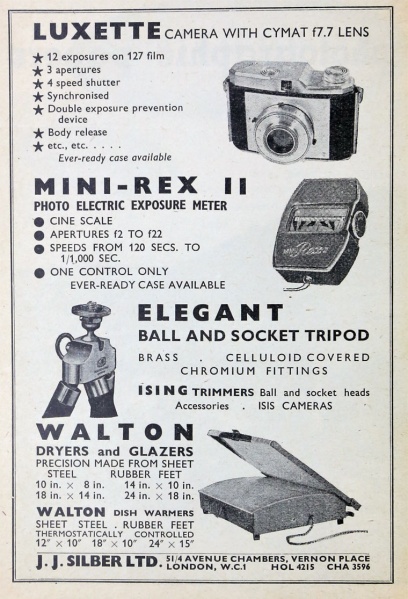 LUXETTE CAMERA WITH CYMAT f7.7 LENS
★ 12 exposures on 127 film
★ 3 apertures
★ 4 speed shutter
★ Synchronised
★ Double exposure prevention
device
★ Body release
★ etc., etc. . . . .
Ever-ready case available
MINI-REX II
PHOTO ELECTRIC EXPOSURE METER
● CINE SCALE
● APERTURES f2 TO f22
● SPEEDS FROM 120 SECS. TO
1/1,000 SEC.
● ONE CONTROL ONLY
EVER-READY CASE AVAILABLE
ELEGANT
BALL AND SOCKET TRIPOD
BRASS . CELLULOID COVERED
CHROMIUM FITTINGS
ISING TRIMMERS Ball and socket heads
Accessories . ISIS CAMERAS
WALTON
DRYERS and GLAZERS
PRECISION MADE FROM SHEET
STEEL RUBBER FEET
10 in. × 8 in. 14 in. × 10 in.
18 in. × 14 in. 24 in. × 18 in.
WALTON DISH WARMERS
SHEET STEEL . RUBBER FEET
THERMOSTATICALLY CONTROLLED
12" × 10" 18" × 10" 24" × 15"
J. J. SILBER LTD. 51/4 AVENUE CHAMBERS, VERNON PLACE
LONDON, W.C.1 HOL 4215 CHA 3596